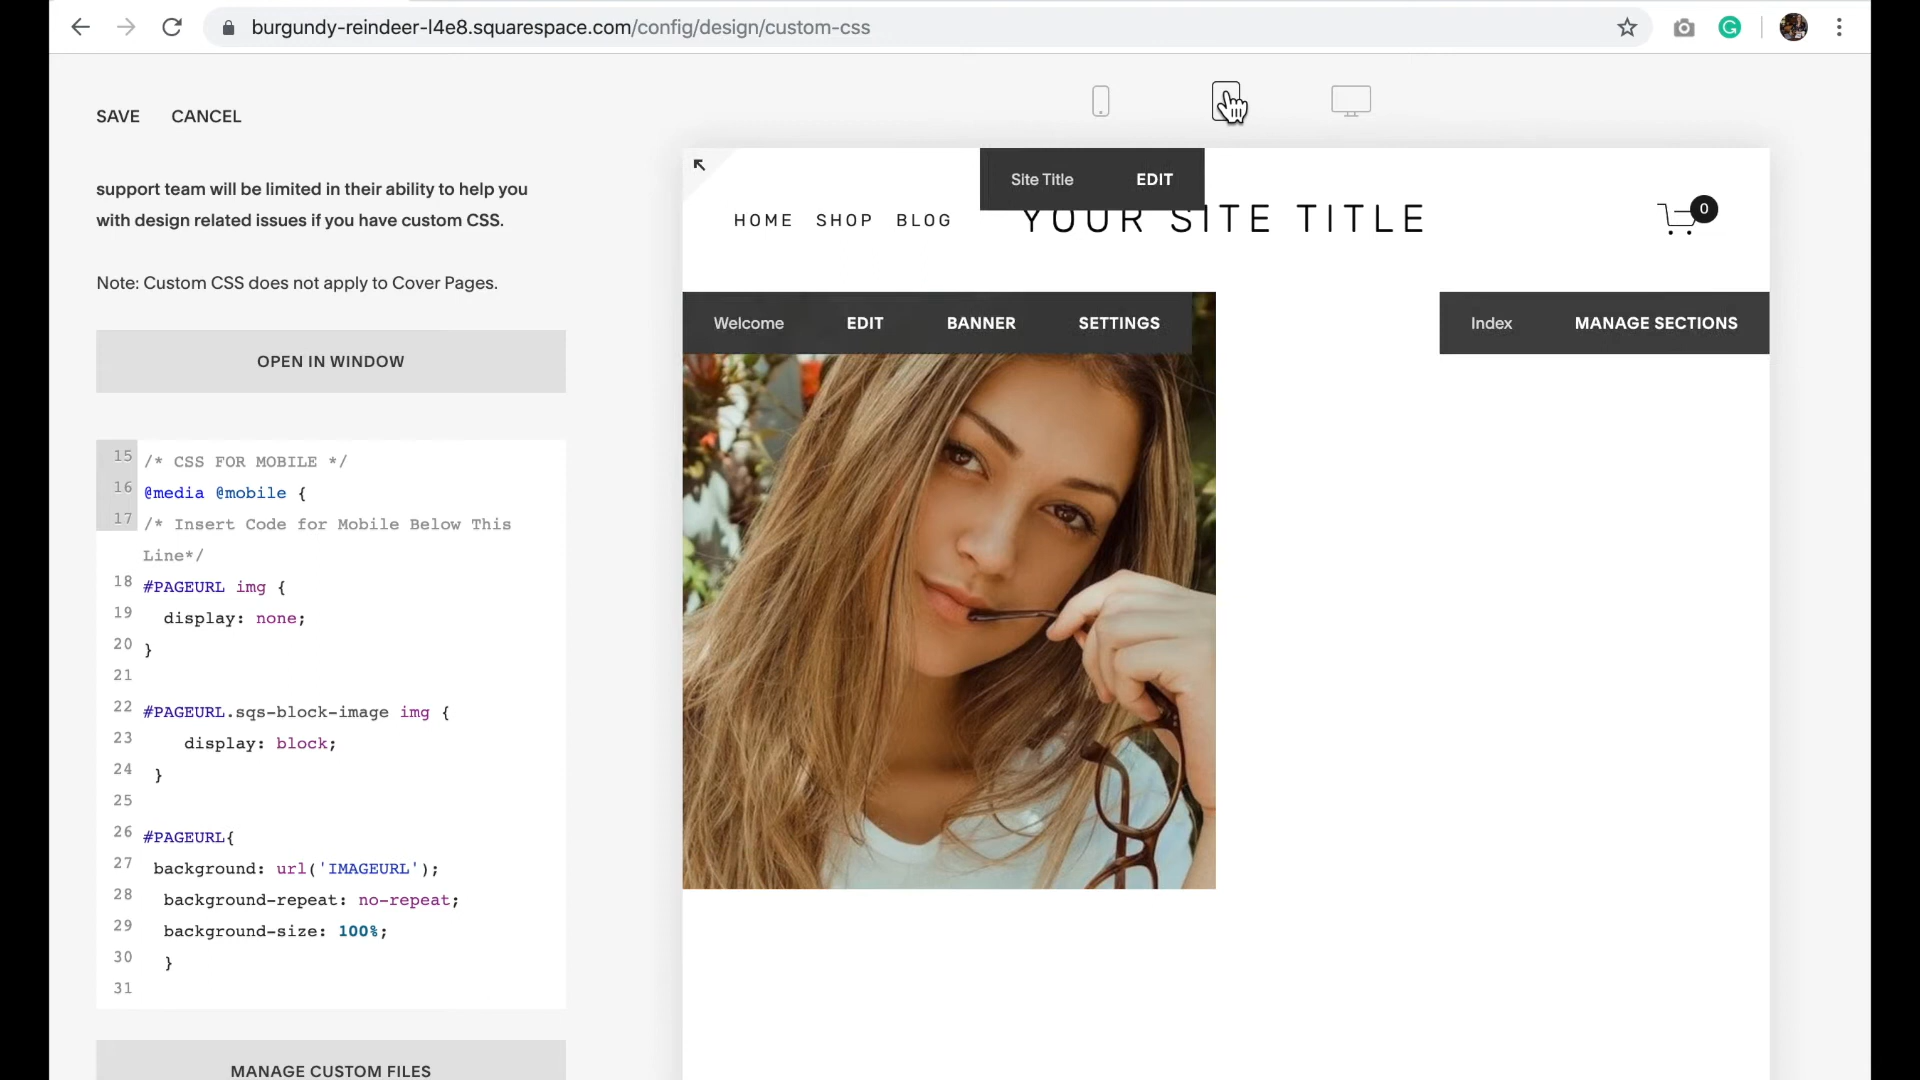 burgundy-reindeer-l4e8.squarespace.com/config/design/custom-css
SAVE CANCEL
support team will be limited in their ability to help you
with design related issues if you have custom CSS.
Note: Custom CSS does not apply to Cover Pages.
OPEN IN WINDOW
15 /* CSS FOR MOBILE */
16 @media @mobile {
17 /* Insert Code for Mobile Below This
Line*/
18 #PAGEURL img {
19 display: none;
20 }
21
22 #PAGEURL.sqs-block-image img {
23 display: block;
24 }
25
26 #PAGEURL{
27 background: url('IMAGEURL');
28 background-repeat: no-repeat;
29 background-size: 100%;
30 }
31
MANAGE CUSTOM FILES
Site Title EDIT
HOME SHOP BLOG YOUR SITE TITLE 0
Welcome EDIT BANNER SETTINGS
Index MANAGE SECTIONS